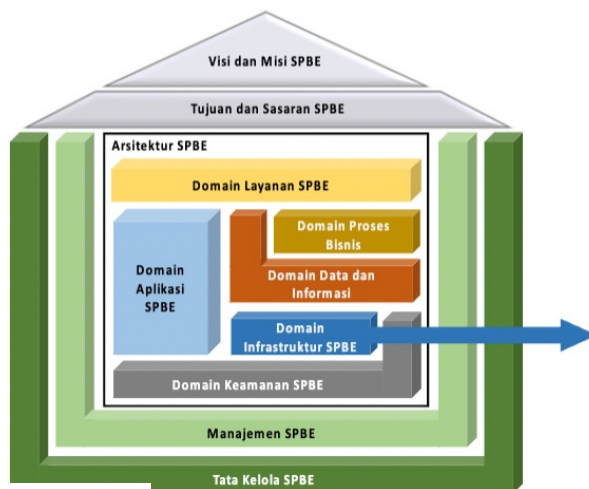 Visi dan Misi SPBE
Tujuan dan Sasaran SPBE
Arsitektur SPBE
Domain Layanan SPBE
Domain Proses
Bisnis
Domain
Aplikasi
SPBE
Domain Data dan
Informasi
Domain
Infrastruktur SPBE
Domain Keamanan SPBE
Manajemen SPBE
Tata Kelola SPBE